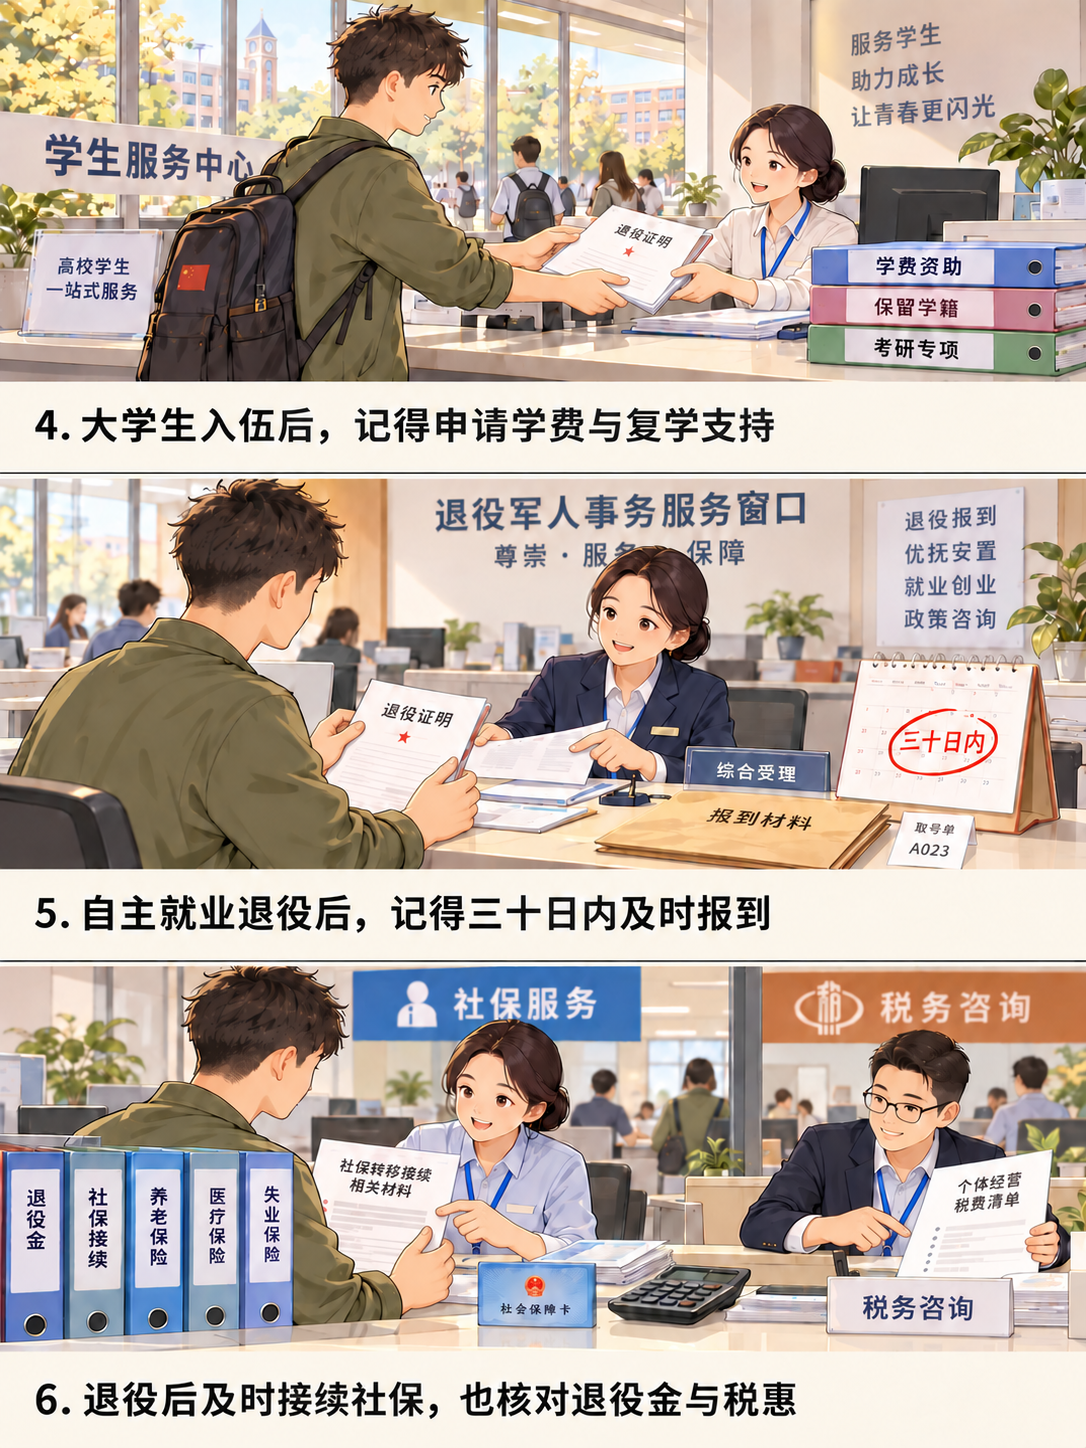 服务学生
助力成长
让青春更闪光
学生服务中心
高校学生
一站式服务
退役证明
学费资助
保留学籍
考研专项
4. 大学生入伍后，记得申请学费与复学支持
退役军人事务服务窗口
尊崇·服务 保障
退役报到
优抚安置
就业创业
政策咨询
退役证明
三十日内
综合受理
报到材料
取号单
A023
5. 自主就业退役后，记得三十日内及时报到
社保服务
税务咨询
退役金
社保接续
养老保险
医疗保险
失业保险
社保转移接续
相关材料
个体经营
税费清单
社会保障卡
税务咨询
6. 退役后及时接续社保，也核对退役金与税惠